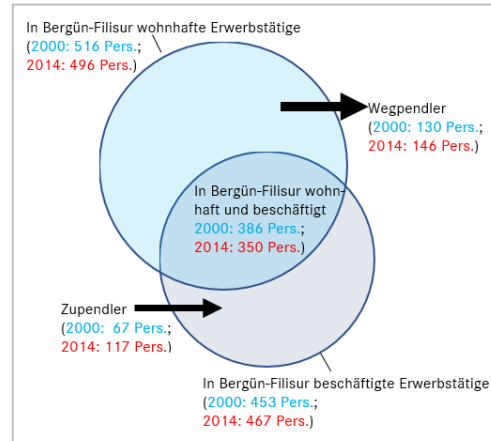 In Bergün-Filisur wohnhafte Erwerbstätige
(2000: 516 Pers.;
2014: 496 Pers.)
Wegpendler
(2000: 130 Pers.;
2014: 146 Pers.)
In Bergün-Filisur wohn-
haft und beschäftigt
2000: 386 Pers.;
2014: 350 Pers.)
Zupendler
(2000: 67 Pers.;
2014: 117 Pers.)
In Bergün-Filisur beschäftigte Erwerbstätige
(2000: 453 Pers.;
2014: 467 Pers.)